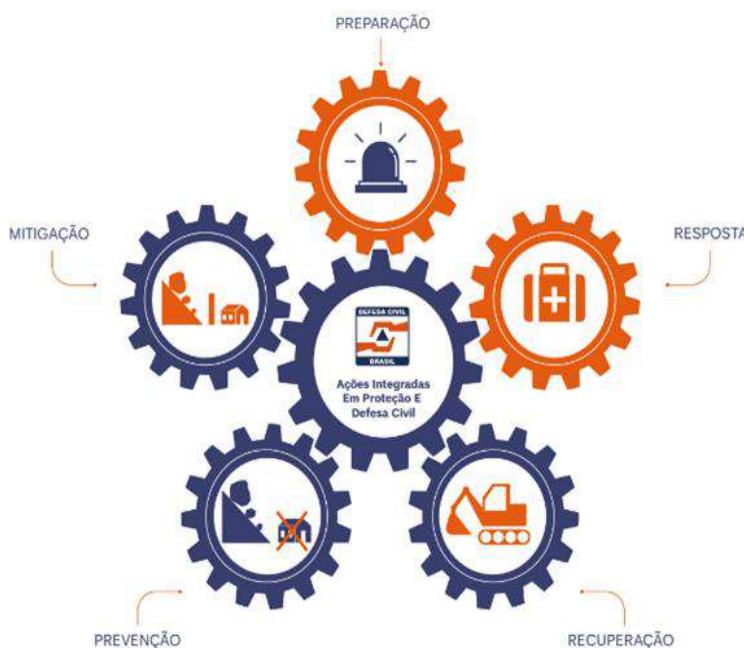 PREPARAÇÃO
MITIGAÇÃO
RESPOSTA
DEFESA CIVIL
BRASIL
Ações Integradas
Em Proteção E
Defesa Civil
PREVENÇÃO
RECUPERAÇÃO